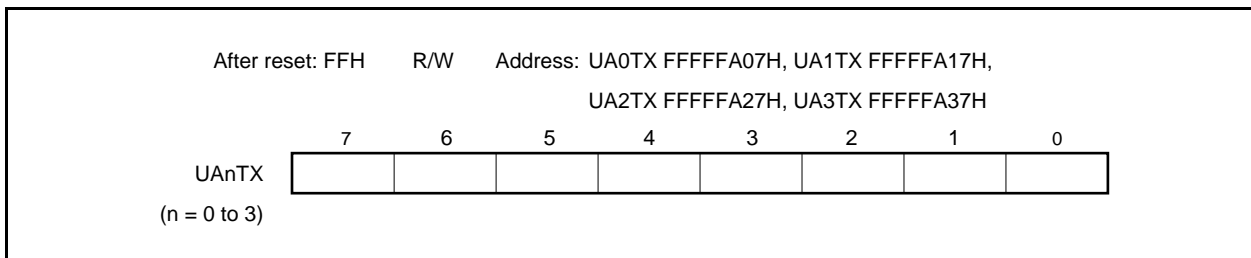 After reset: FFH R/W Address: UA0TX FFFFFA07H, UA1TX FFFFFA17H,
UA2TX FFFFFA27H, UA3TX FFFFFA37H
7 6 5 4 3 2 1 0
UAnTX
(n = 0 to 3)